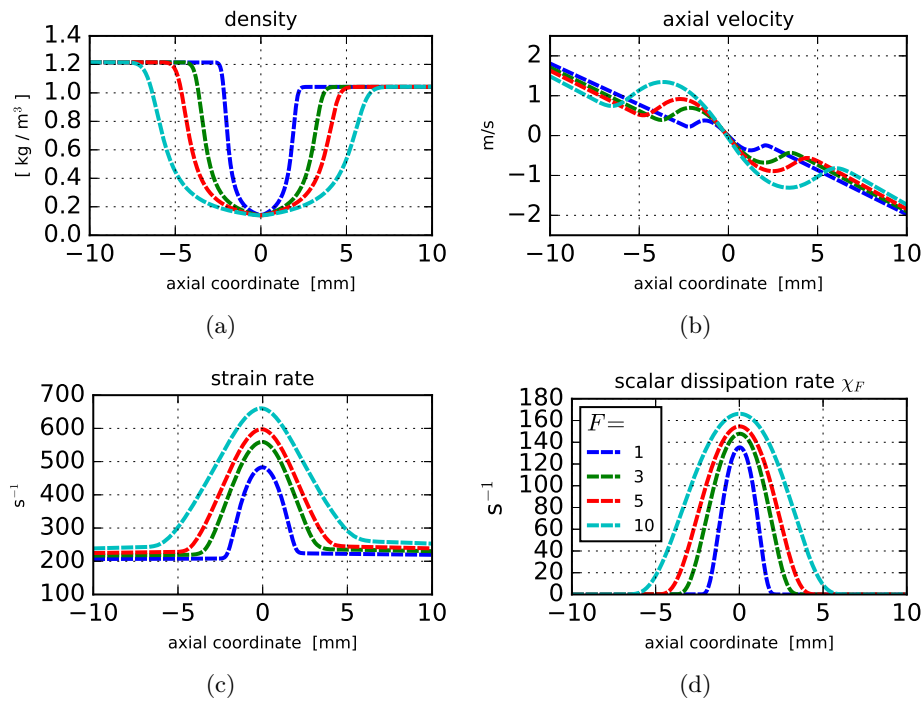 density
1.4
1.2
1.0
0.8
0.6
0.4
0.2
0.0
[ kg / m³ ]
−10 −5 0 5 10
axial coordinate [mm]
(a)
axial velocity
2
1
0
−1
−2
m/s
−10 −5 0 5 10
axial coordinate [mm]
(b)
strain rate
700
600
500
400
300
200
100
s⁻¹
−10 −5 0 5 10
axial coordinate [mm]
(c)
scalar dissipation rate χ_F
180
160
140
120
100
80
60
40
20
0
s⁻¹
F=
1
3
5
10
−10 −5 0 5 10
axial coordinate [mm]
(d)